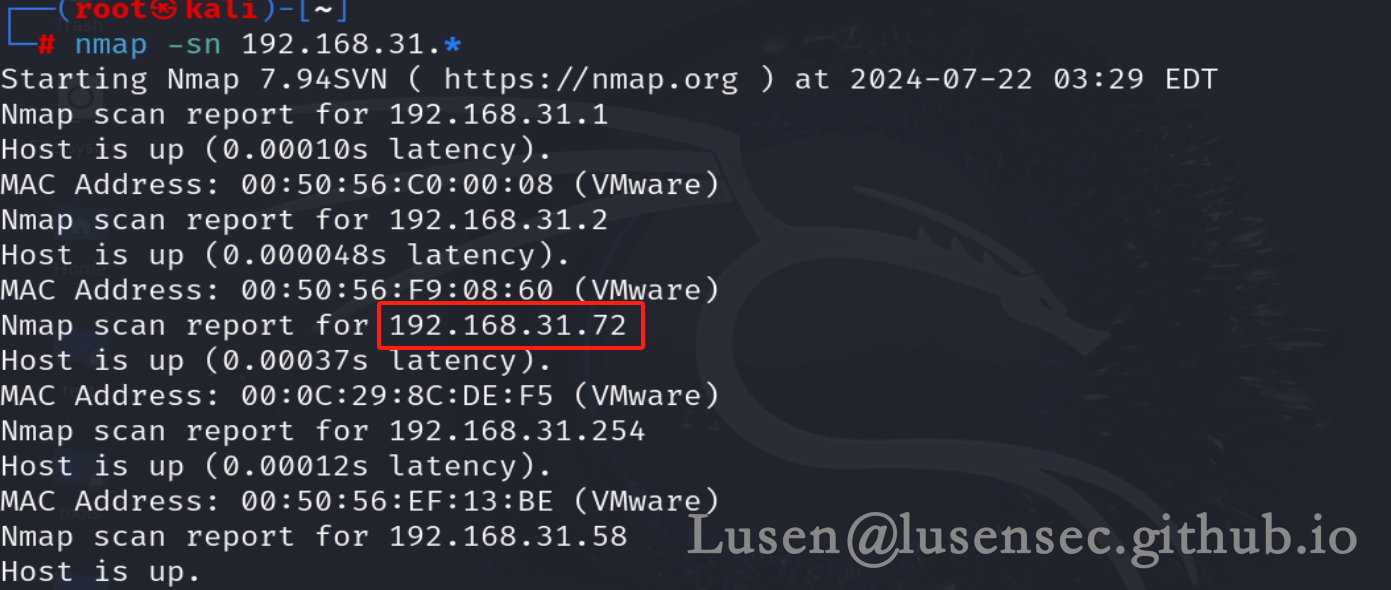 ┌──(root㉿kali)-[~]
└─# nmap -sn 192.168.31.*
Starting Nmap 7.94SVN ( https://nmap.org ) at 2024-07-22 03:29 EDT
Nmap scan report for 192.168.31.1
Host is up (0.00010s latency).
MAC Address: 00:50:56:C0:00:08 (VMware)
Nmap scan report for 192.168.31.2
Host is up (0.000048s latency).
MAC Address: 00:50:56:F9:08:60 (VMware)
Nmap scan report for 192.168.31.72
Host is up (0.00037s latency).
MAC Address: 00:0C:29:8C:DE:F5 (VMware)
Nmap scan report for 192.168.31.254
Host is up (0.00012s latency).
MAC Address: 00:50:56:EF:13:BE (VMware)
Nmap scan report for 192.168.31.58
Host is up.
Lusen@lusensec.github.io